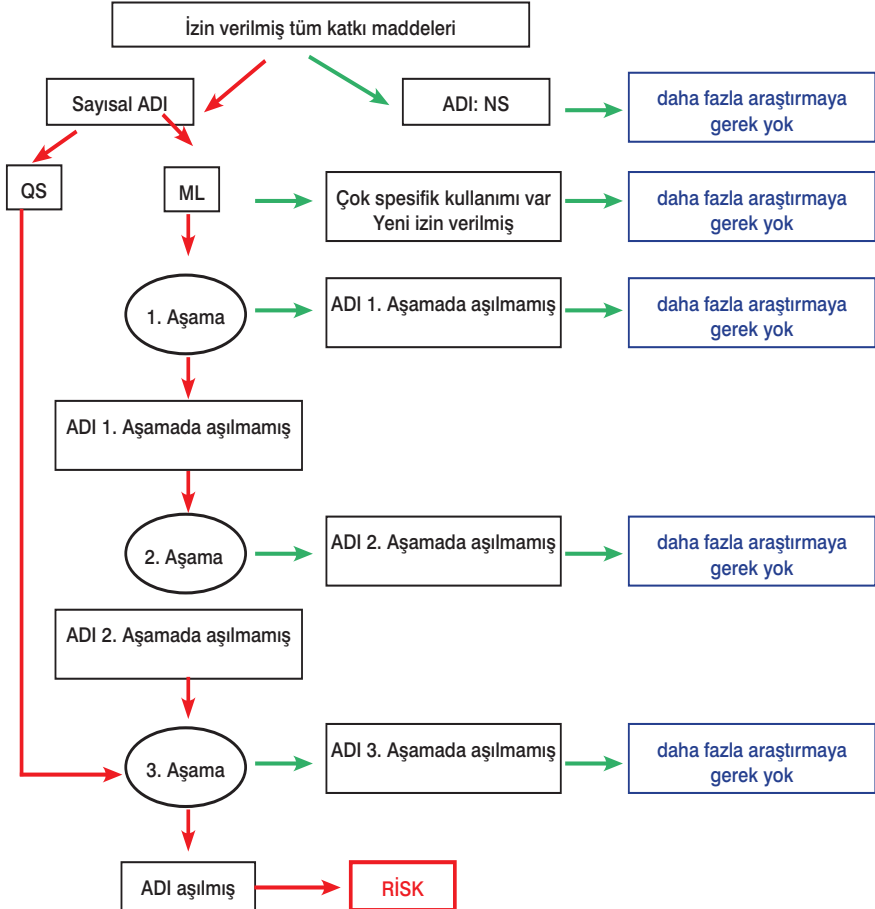 İzin verilmiş tüm katkı maddeleri
Sayısal ADI
ADI: NS
daha fazla araştırmaya
gerek yok
QS
ML
Çok spesifik kullanımı var
Yeni izin verilmiş
daha fazla araştırmaya
gerek yok
1. Aşama
ADI 1. Aşamada aşılmamış
daha fazla araştırmaya
gerek yok
ADI 1. Aşamada aşılmamış
2. Aşama
ADI 2. Aşamada aşılmamış
daha fazla araştırmaya
gerek yok
ADI 2. Aşamada aşılmamış
3. Aşama
ADI 3. Aşamada aşılmamış
daha fazla araştırmaya
gerek yok
ADI aşılmış
RİSK